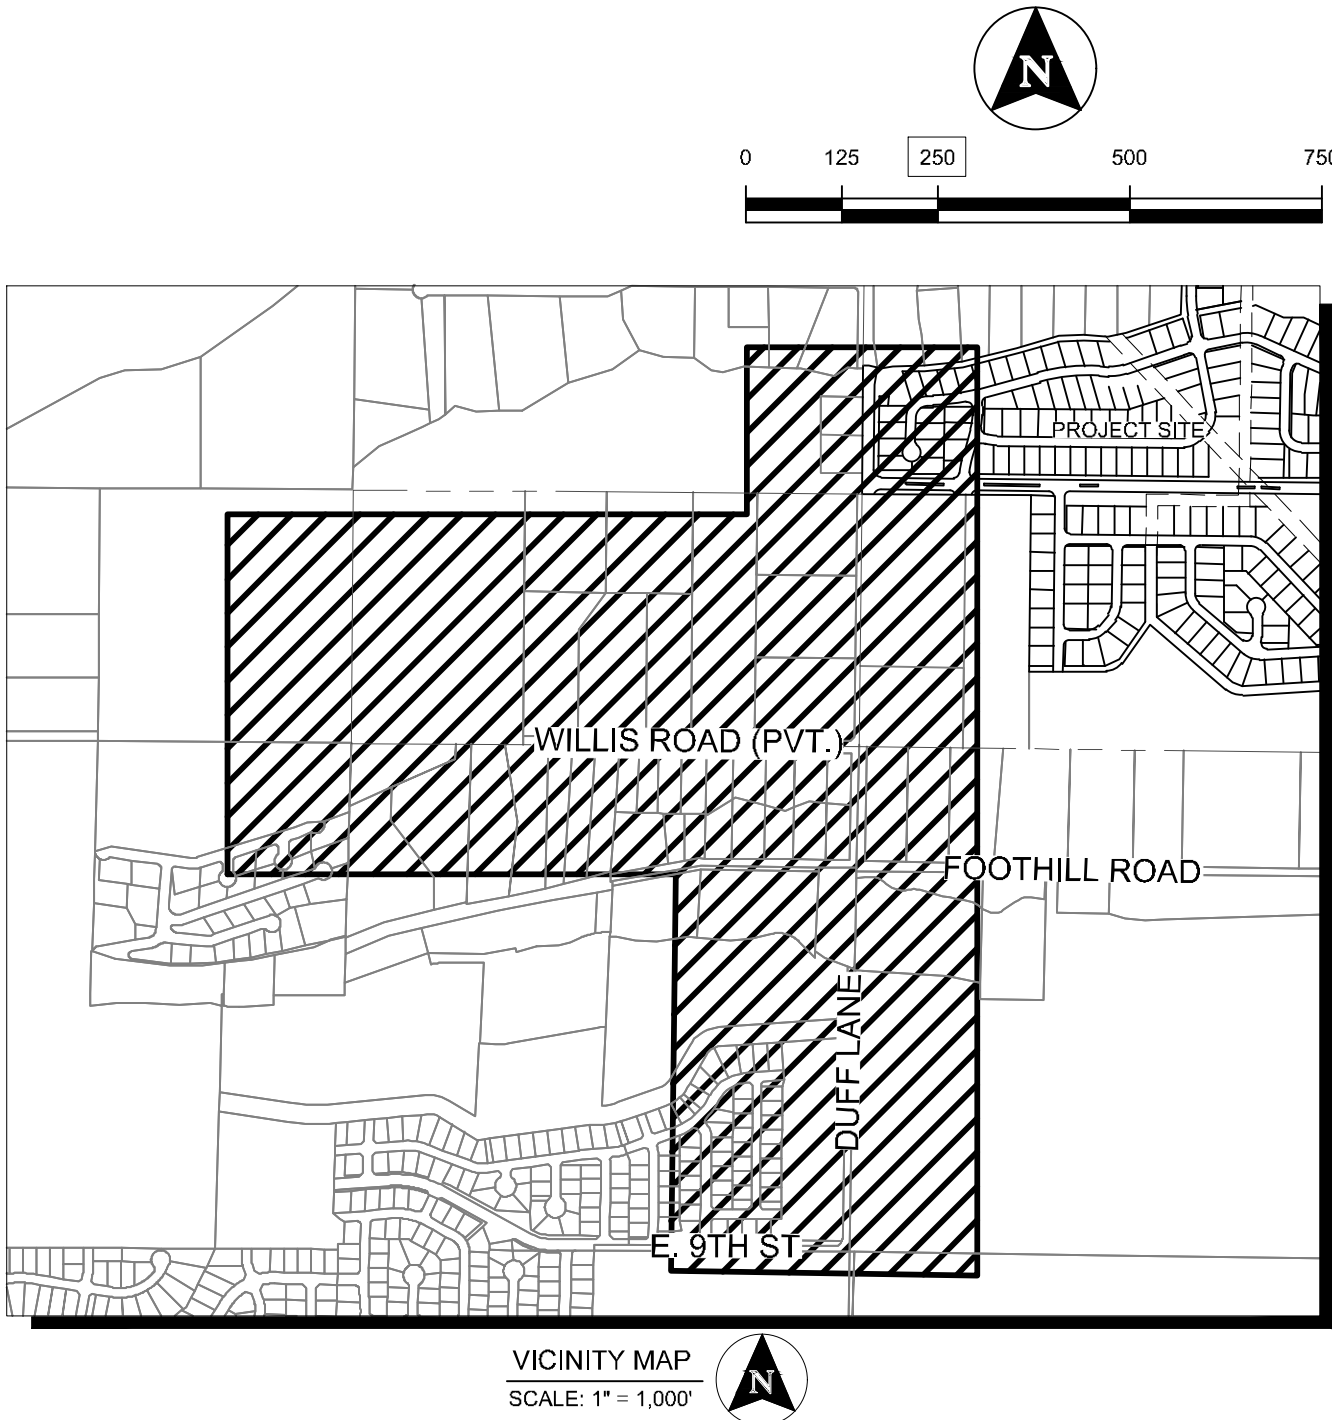 N
0 125 250 500 750
PROJECT SITE
WILLIS ROAD (PVT.)
FOOTHILL ROAD
DUFF LANE
E. 9TH ST
VICINITY MAP
N
SCALE: 1" = 1,000'